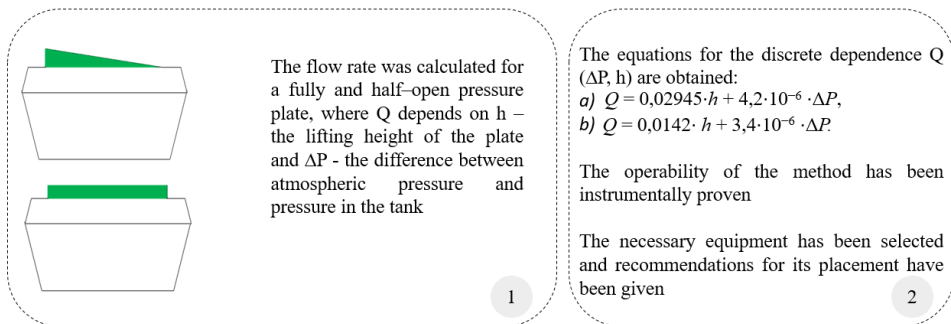 The flow rate was calculated for
a fully and half–open pressure
plate, where Q depends on h –
the lifting height of the plate
and ΔP - the difference between
atmospheric pressure and
pressure in the tank
1
The equations for the discrete dependence Q
(ΔP, h) are obtained:
a) Q = 0,02945·h + 4,2·10⁻⁶ ·ΔP,
b) Q = 0,0142· h + 3,4·10⁻⁶ ·ΔP.
The operability of the method has been
instrumentally proven
The necessary equipment has been selected
and recommendations for its placement have
been given
2